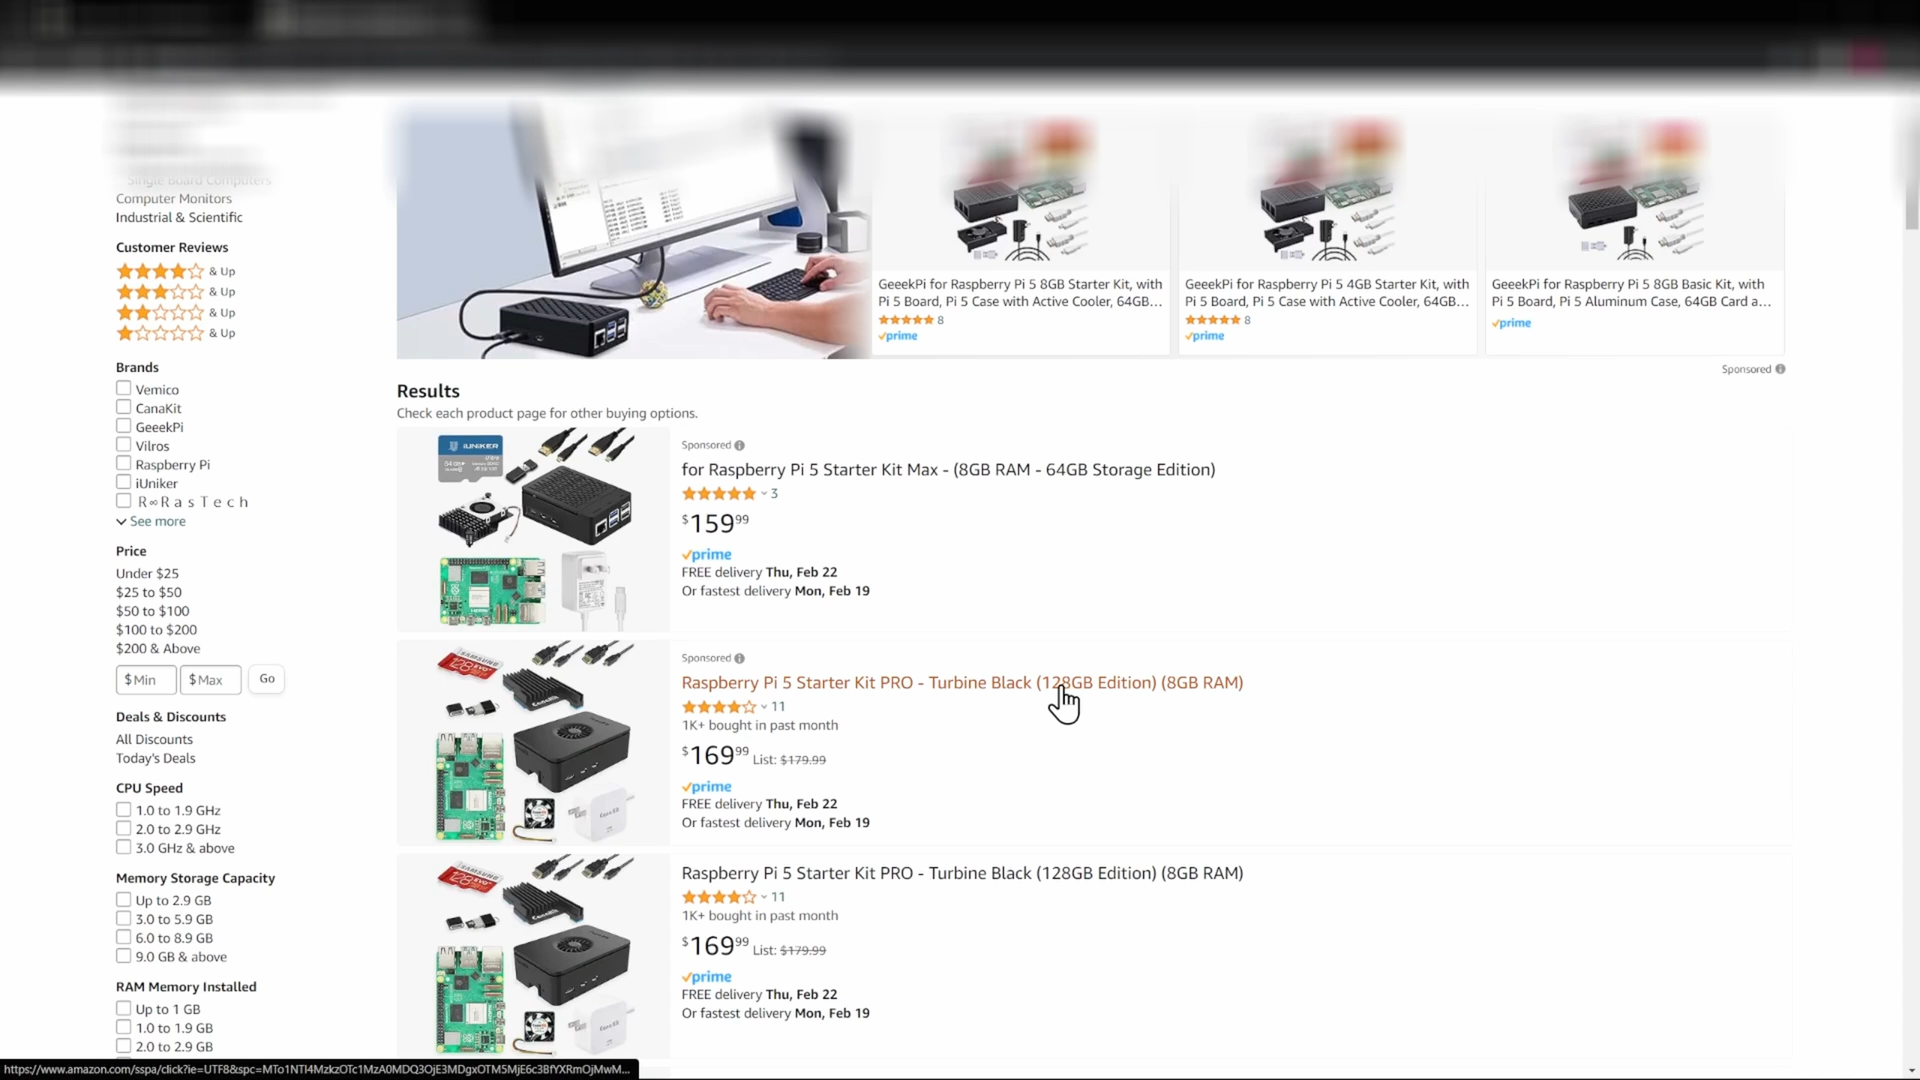 Single Board Computers
Computer Monitors
Industrial & Scientific
Customer Reviews
& Up
& Up
& Up
& Up
Brands
Vemico
CanaKit
GeeekPi
Vilros
Raspberry Pi
iUniker
R∞RasTech
See more
Price
Under $25
$25 to $50
$50 to $100
$100 to $200
$200 & Above
$ Min $ Max Go
Deals & Discounts
All Discounts
Today's Deals
CPU Speed
1.0 to 1.9 GHz
2.0 to 2.9 GHz
3.0 GHz & above
Memory Storage Capacity
Up to 2.9 GB
3.0 to 5.9 GB
6.0 to 8.9 GB
9.0 GB & above
RAM Memory Installed
Up to 1 GB
1.0 to 1.9 GB
2.0 to 2.9 GB
GeeekPi for Raspberry Pi 5 8GB Starter Kit, with
Pi 5 Board, Pi 5 Case with Active Cooler, 64GB...
8
prime
GeeekPi for Raspberry Pi 5 4GB Starter Kit, with
Pi 5 Board, Pi 5 Case with Active Cooler, 64GB...
8
prime
GeeekPi for Raspberry Pi 5 8GB Basic Kit, with
Pi 5 Board, Pi 5 Aluminum Case, 64GB Card a...
prime
Sponsored
Results
Check each product page for other buying options.
iUNIKER
Sponsored
for Raspberry Pi 5 Starter Kit Max - (8GB RAM - 64GB Storage Edition)
3
$159 99
prime
FREE delivery Thu, Feb 22
Or fastest delivery Mon, Feb 19
SAMSUNG
128
Sponsored
Raspberry Pi 5 Starter Kit PRO - Turbine Black (128GB Edition) (8GB RAM)
11
1K+ bought in past month
$169 99 List: $179.99
prime
FREE delivery Thu, Feb 22
Or fastest delivery Mon, Feb 19
SAMSUNG
128
Raspberry Pi 5 Starter Kit PRO - Turbine Black (128GB Edition) (8GB RAM)
11
1K+ bought in past month
$169 99 List: $179.99
prime
FREE delivery Thu, Feb 22
Or fastest delivery Mon, Feb 19